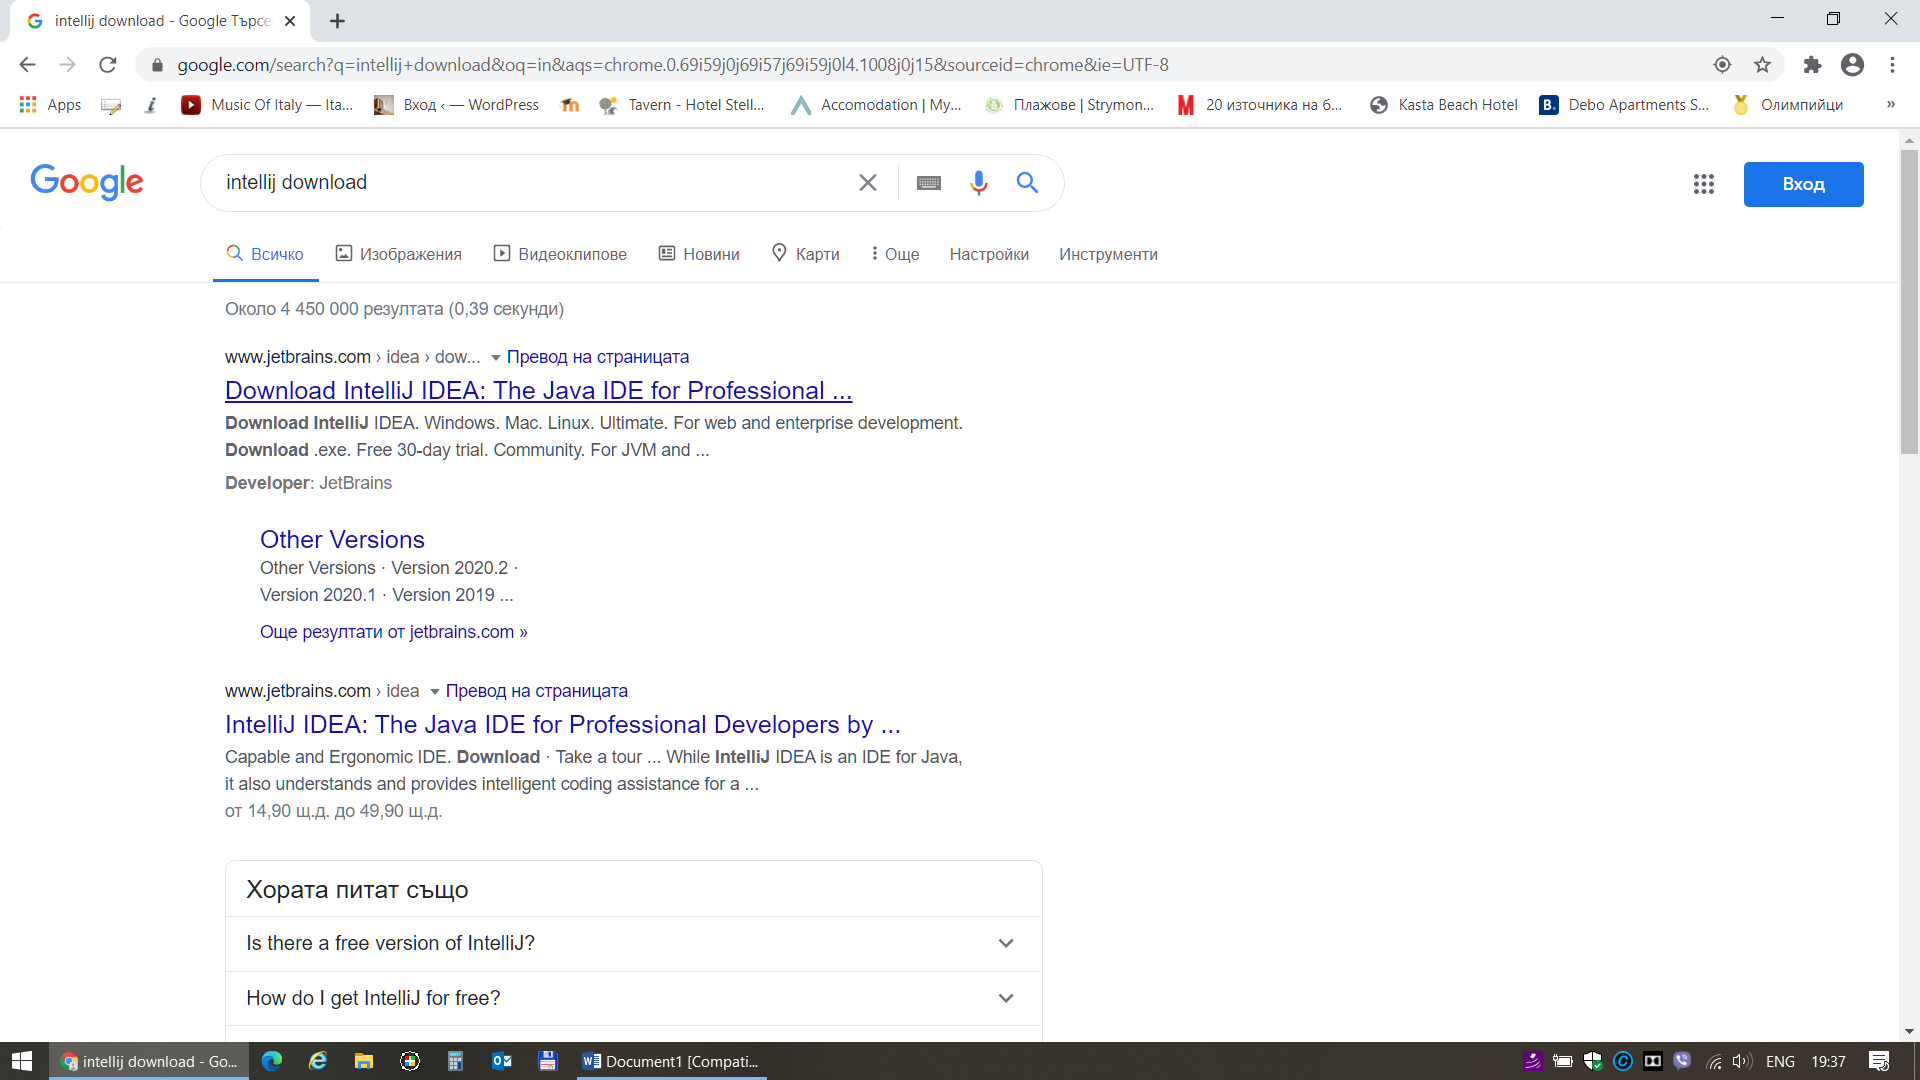 intellij download - Google Търсе
google.com/search?q=intellij+download&oq=in&aqs=chrome.0.69i59j0j69i57j69i59j0l4.1008j0j15&sourceid=chrome&ie=UTF-8
Apps Music Of Italy — Ita... Вход ‹ — WordPress Tavern - Hotel Stell... Accomodation | My... Плажове | Strymon... 20 източника на б... Kasta Beach Hotel Debo Apartments S... Олимпийци »
Google intellij download Вход
Всичко Изображения Видеоклипове Новини Карти Още Настройки Инструменти
Около 4 450 000 резултата (0,39 секунди)
www.jetbrains.com › idea › dow... Превод на страницата
Download IntelliJ IDEA: The Java IDE for Professional ...
Download IntelliJ IDEA. Windows. Mac. Linux. Ultimate. For web and enterprise development.
Download .exe. Free 30-day trial. Community. For JVM and ...
Developer: JetBrains
Other Versions
Other Versions · Version 2020.2 ·
Version 2020.1 · Version 2019 ...
Още резултати от jetbrains.com »
www.jetbrains.com › idea Превод на страницата
IntelliJ IDEA: The Java IDE for Professional Developers by ...
Capable and Ergonomic IDE. Download · Take a tour ... While IntelliJ IDEA is an IDE for Java,
it also understands and provides intelligent coding assistance for a ...
от 14,90 щ.д. до 49,90 щ.д.
Хората питат също
Is there a free version of IntelliJ?
How do I get IntelliJ for free?
intellij download - Go... Document1 [Compati... ENG 19:37